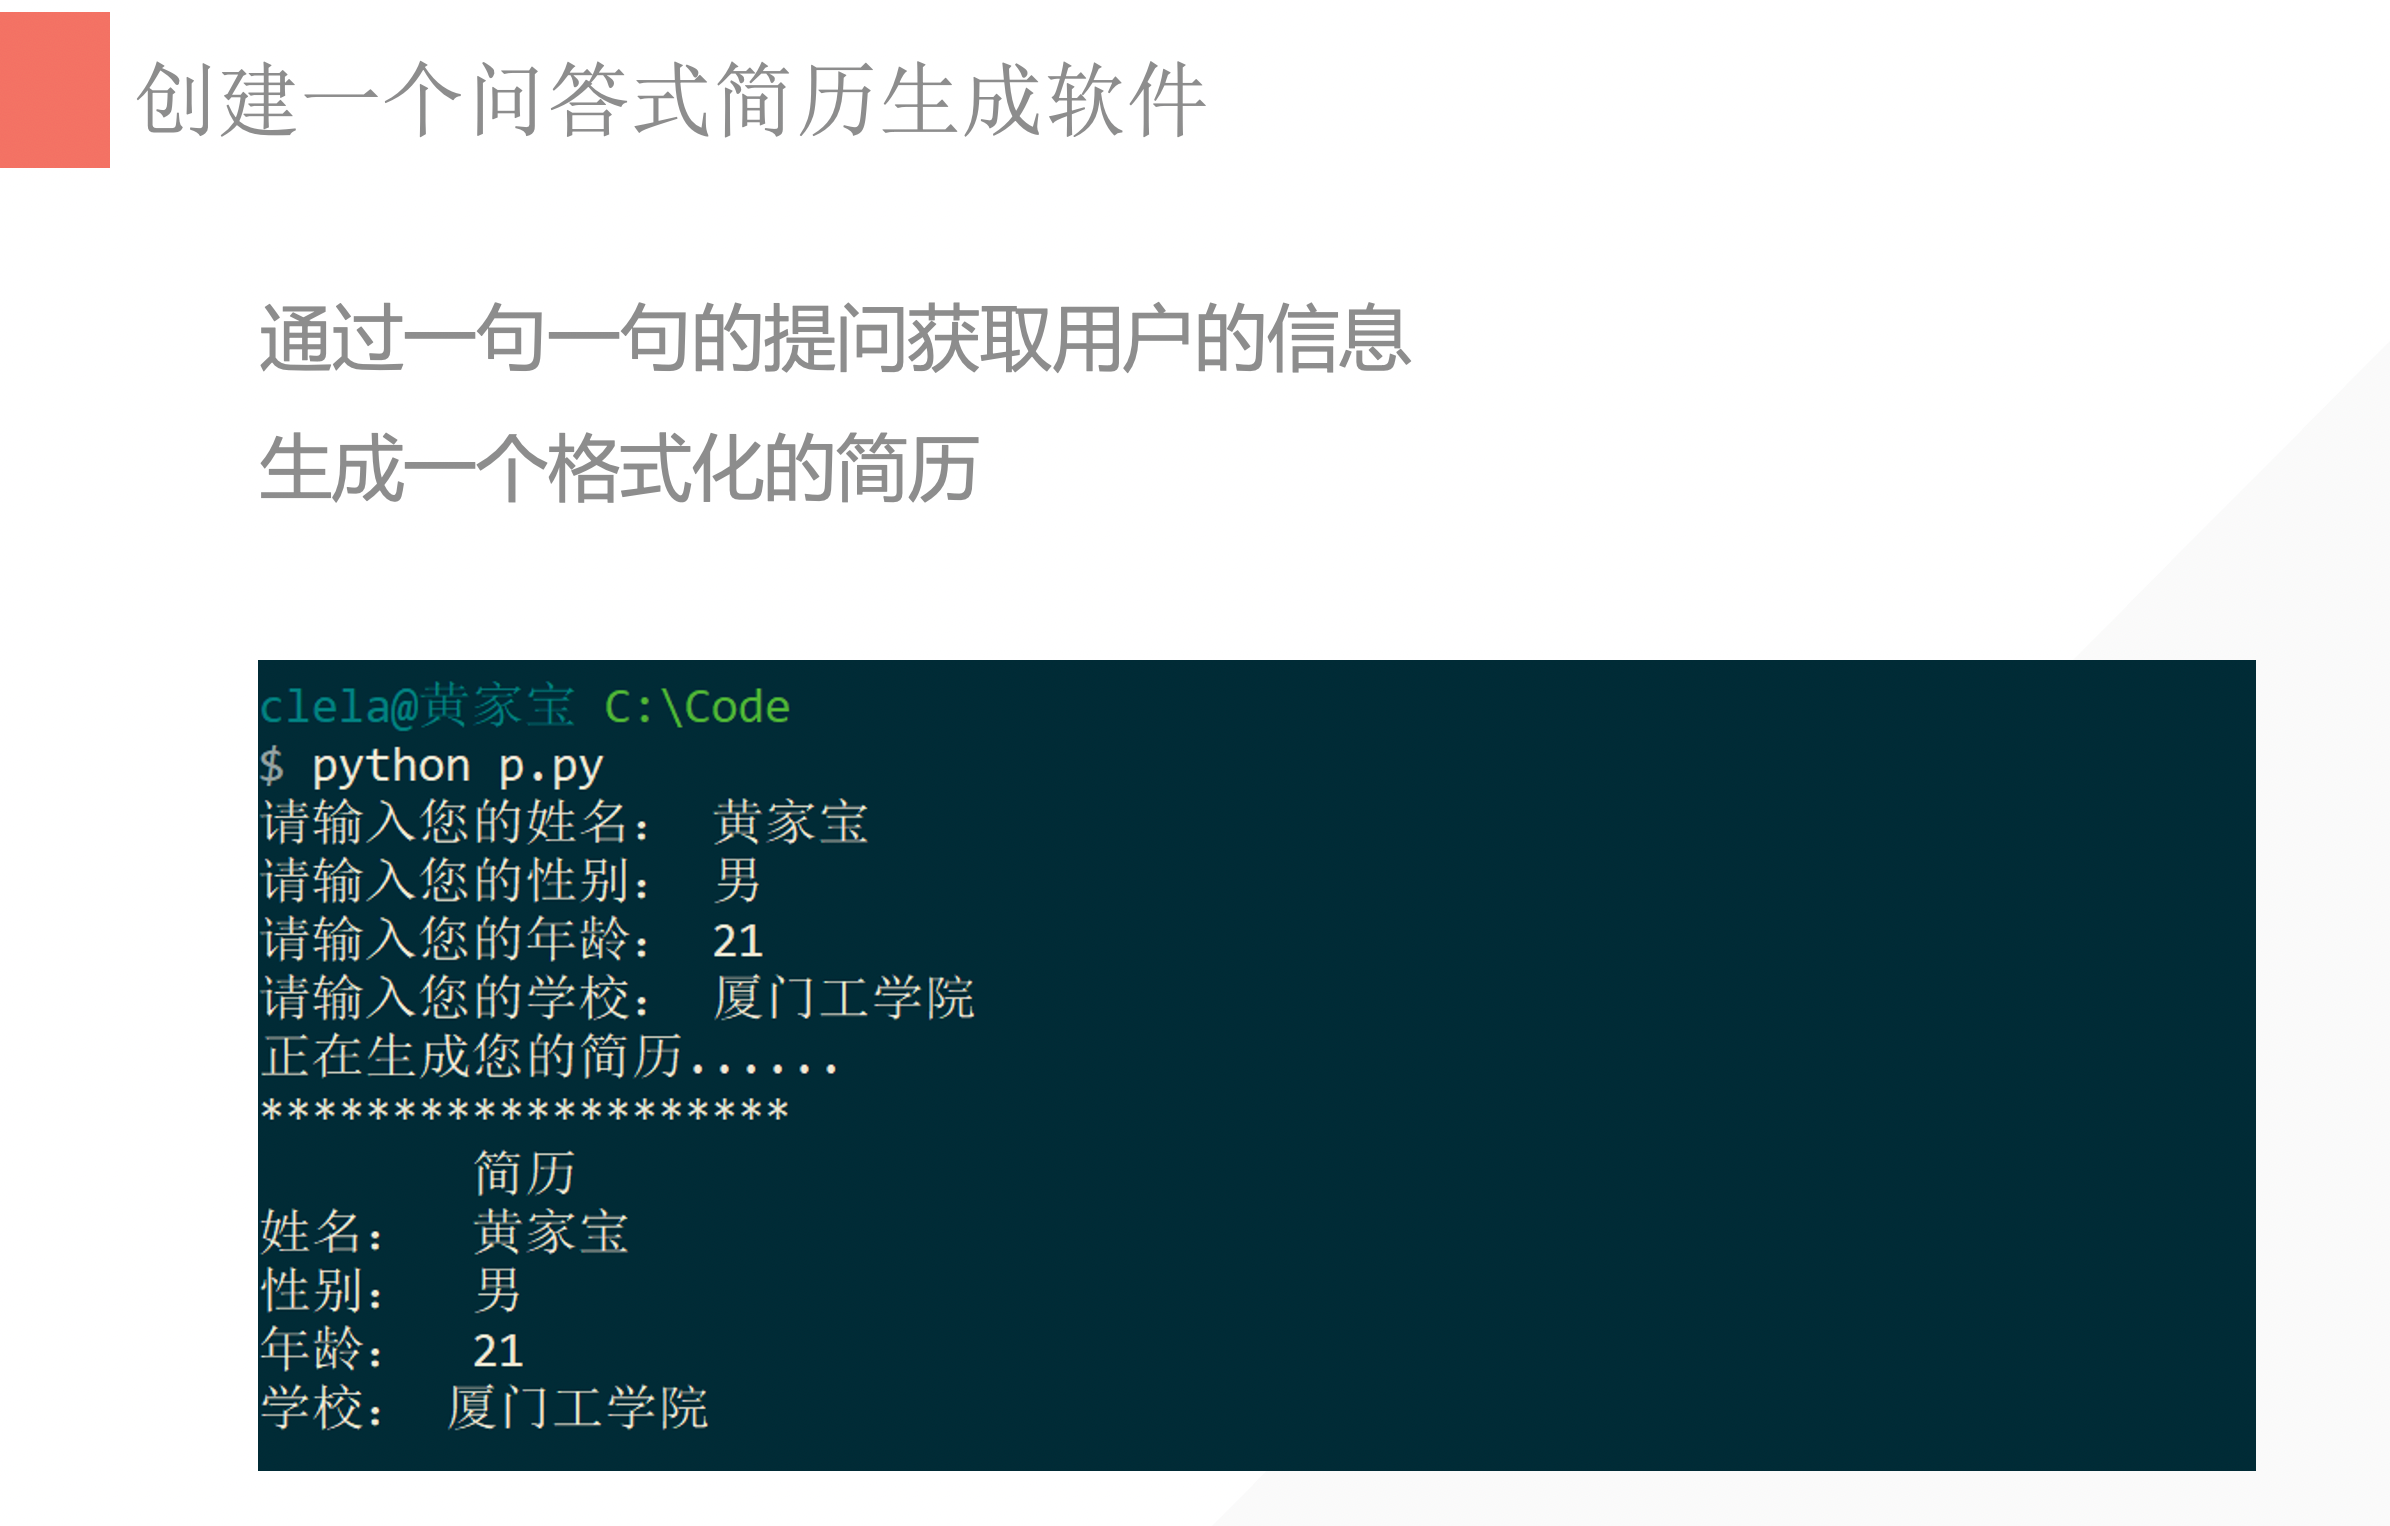 创建一个问答式简历生成软件
通过一句一句的提问获取用户的信息
生成一个格式化的简历
clela@黄家宝 C:\Code
$ python p.py
请输入您的姓名： 黄家宝
请输入您的性别： 男
请输入您的年龄： 21
请输入您的学校： 厦门工学院
正在生成您的简历......
********************
简历
姓名： 黄家宝
性别： 男
年龄： 21
学校： 厦门工学院